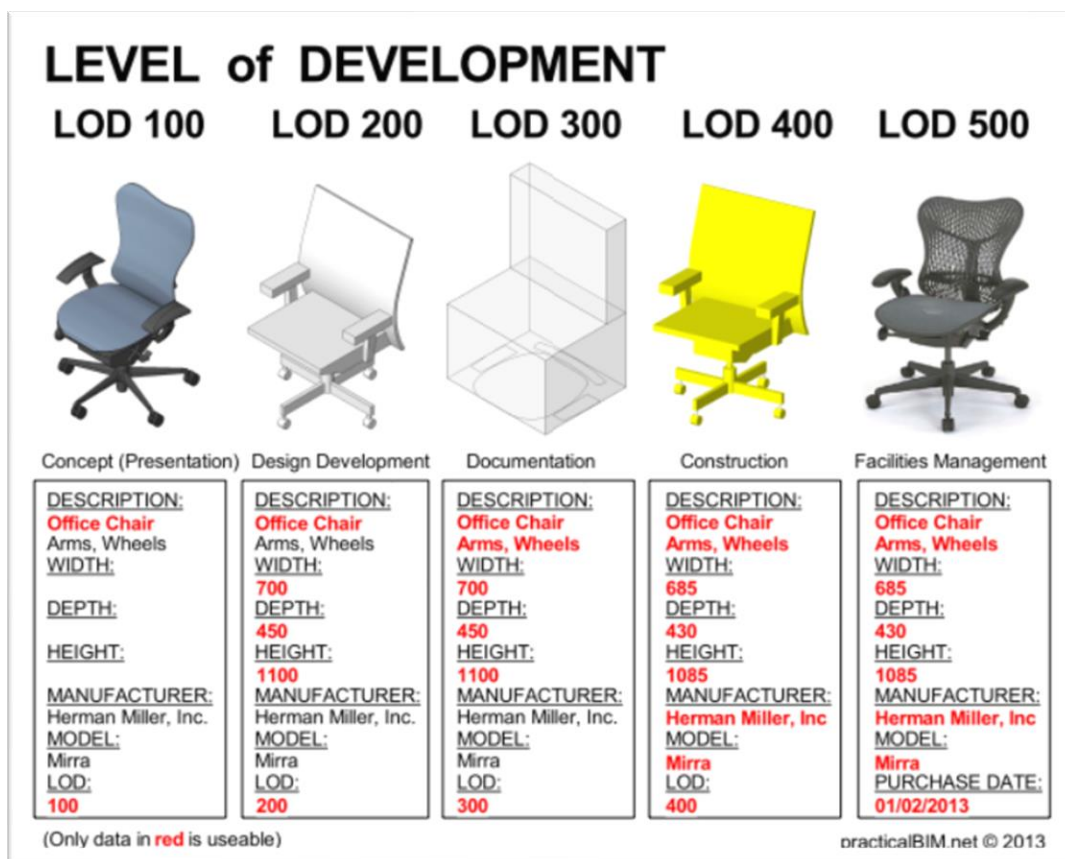 LEVEL of DEVELOPMENT
LOD 100
LOD 200
LOD 300
LOD 400
LOD 500
Concept (Presentation)
Design Development
Documentation
Construction
Facilities Management
DESCRIPTION:
Office Chair
Arms, Wheels
WIDTH:
DEPTH:
HEIGHT:
MANUFACTURER:
Herman Miller, Inc.
MODEL:
Mirra
LOD:
100
DESCRIPTION:
Office Chair
Arms, Wheels
WIDTH:
700
DEPTH:
450
HEIGHT:
1100
MANUFACTURER:
Herman Miller, Inc.
MODEL:
Mirra
LOD:
200
DESCRIPTION:
Office Chair
Arms, Wheels
WIDTH:
700
DEPTH:
450
HEIGHT:
1100
MANUFACTURER:
Herman Miller, Inc.
MODEL:
Mirra
LOD:
300
DESCRIPTION:
Office Chair
Arms, Wheels
WIDTH:
685
DEPTH:
430
HEIGHT:
1085
MANUFACTURER:
Herman Miller, Inc
MODEL:
Mirra
LOD:
400
DESCRIPTION:
Office Chair
Arms, Wheels
WIDTH:
685
DEPTH:
430
HEIGHT:
1085
MANUFACTURER:
Herman Miller, Inc
MODEL:
Mirra
PURCHASE DATE:
01/02/2013
(Only data in red is useable)
practicalBIM.net © 2013